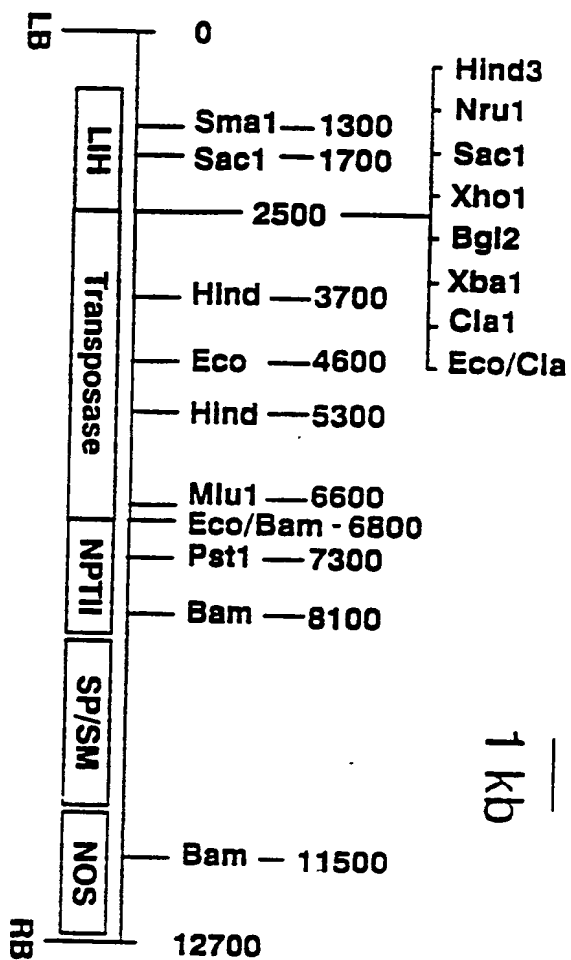 LB
0
Sma1—1300
Sac1—1700
2500
Hind—3700
Eco—4600
Hind—5300
Mlu1—6600
Eco/Bam - 6800
Pst1—7300
Bam—8100
Bam—11500
RB
12700
Hind3
Nru1
Sac1
Xho1
Bgl2
Xba1
Cla1
Eco/Cla
LIH
Transposase
NPTII
SP/SM
NOS
1 kb